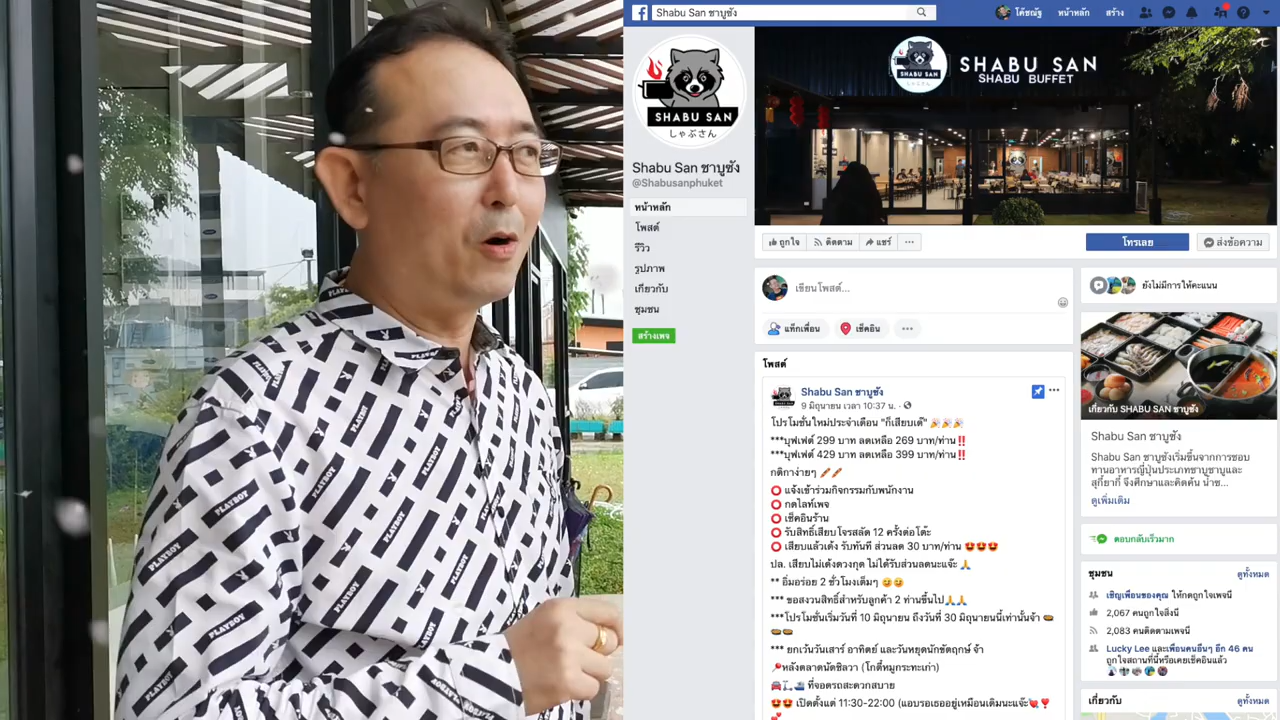 Shabu San ชาบูซัง
โค้ชณัฐ
หน้าหลัก
สร้าง
SHABU SAN
しゃぶさん
Shabu San ชาบูซัง
@Shabusanphuket
หน้าหลัก
โพสต์
รีวิว
รูปภาพ
เกี่ยวกับ
ชุมชน
สร้างเพจ
SHABU SAN
SHABU SAN
SHABU BUFFET
ถูกใจ
ติดตาม
แชร์
โทรเลย
ส่งข้อความ
เขียนโพสต์...
แท็กเพื่อน
เช็คอิน
โพสต์
Shabu San ชาบูซัง
9 มิถุนายน เวลา 10:37 น. ·
โปรโมชั่นใหม่ประจำเดือน "ก็เสียบเด้" 🎉🎉🎉
***บุฟเฟต์ 299 บาท ลดเหลือ 269 บาท/ท่าน‼️
***บุฟเฟต์ 429 บาท ลดเหลือ 399 บาท/ท่าน‼️
กติกาง่ายๆ
⭕ แจ้งเข้าร่วมกิจกรรมกับพนักงาน
⭕ กดไลท์เพจ
⭕ เช็คอินร้าน
⭕ รับสิทธิ์เสียบโจรสลัด 12 ครั้งต่อโต๊ะ
⭕ เสียบแล้วเด้ง รับทันที ส่วนลด 30 บาท/ท่าน 😍😍😍
ปล. เสียบไม่เด้งดวงกุด ไม่ได้รับส่วนลดนะแจ๊ะ 🙏
** อิ่มอร่อย 2 ชั่วโมงเต็มๆ
*** ขอสงวนสิทธิ์สำหรับลูกค้า 2 ท่านขึ้นไป🙏🙏
***โปรโมชั่นเริ่มวันที่ 10 มิถุนายน ถึงวันที่ 30 มิถุนายนนี้เท่านั้นจ้า
*** ยกเว้นวันเสาร์ อาทิตย์ และวันหยุดนักขัตฤกษ์ จ้า
📍หลังตลาดนัดชิลวา (โกตี๋หมูกระทะเก่า)
ที่จอดรถสะดวกสบาย
😍😍 เปิดตั้งแต่ 11:30-22:00 (แอบรอเธออยู่เหมือนเดิมนะแจ๊ะ
ยังไม่มีการให้คะแนน
เกี่ยวกับ SHABU SAN ชาบูซัง
Shabu San ชาบูซัง
Shabu San ชาบูซังเริ่มขึ้นจากการชอบ
ทานอาหารญี่ปุ่นประเภทชาบูชาบูและ
สุกี้ยากี้ จึงศึกษาและคิดค้น น้ำซ...
ดูเพิ่มเติม
ตอบกลับเร็วมาก
ชุมชน
ดูทั้งหมด
เชิญเพื่อนของคุณ ให้กดถูกใจเพจนี้
2,067 คนถูกใจสิ่งนี้
2,083 คนติดตามเพจนี้
Lucky Lee และเพื่อนคนอื่นๆ อีก 46 คน
ถูกใจสถานที่นี้หรือเคยเช็คอินแล้ว
เกี่ยวกับ
ดูทั้งหมด
PLAYBOY